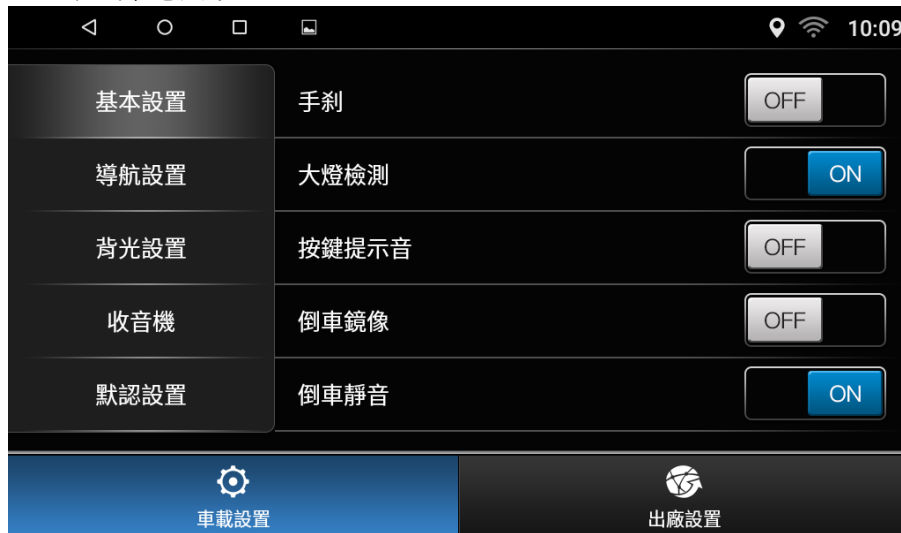 10:09
基本設置
手刹
OFF
導航設置
大燈檢測
ON
背光設置
按鍵提示音
OFF
收音機
倒車鏡像
OFF
默認設置
倒車靜音
ON
車載設置
出廠設置